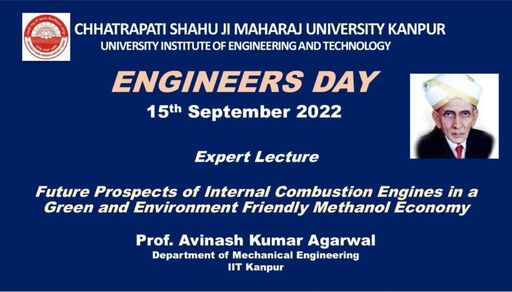 CHHATRAPATI SHAHU JI MAHARAJ UNIVERSITY KANPUR
UNIVERSITY INSTITUTE OF ENGINEERING AND TECHNOLOGY
ENGINEERS DAY
15th September 2022
Expert Lecture
Future Prospects of Internal Combustion Engines in a
Green and Environment Friendly Methanol Economy
Prof. Avinash Kumar Agarwal
Department of Mechanical Engineering
IIT Kanpur